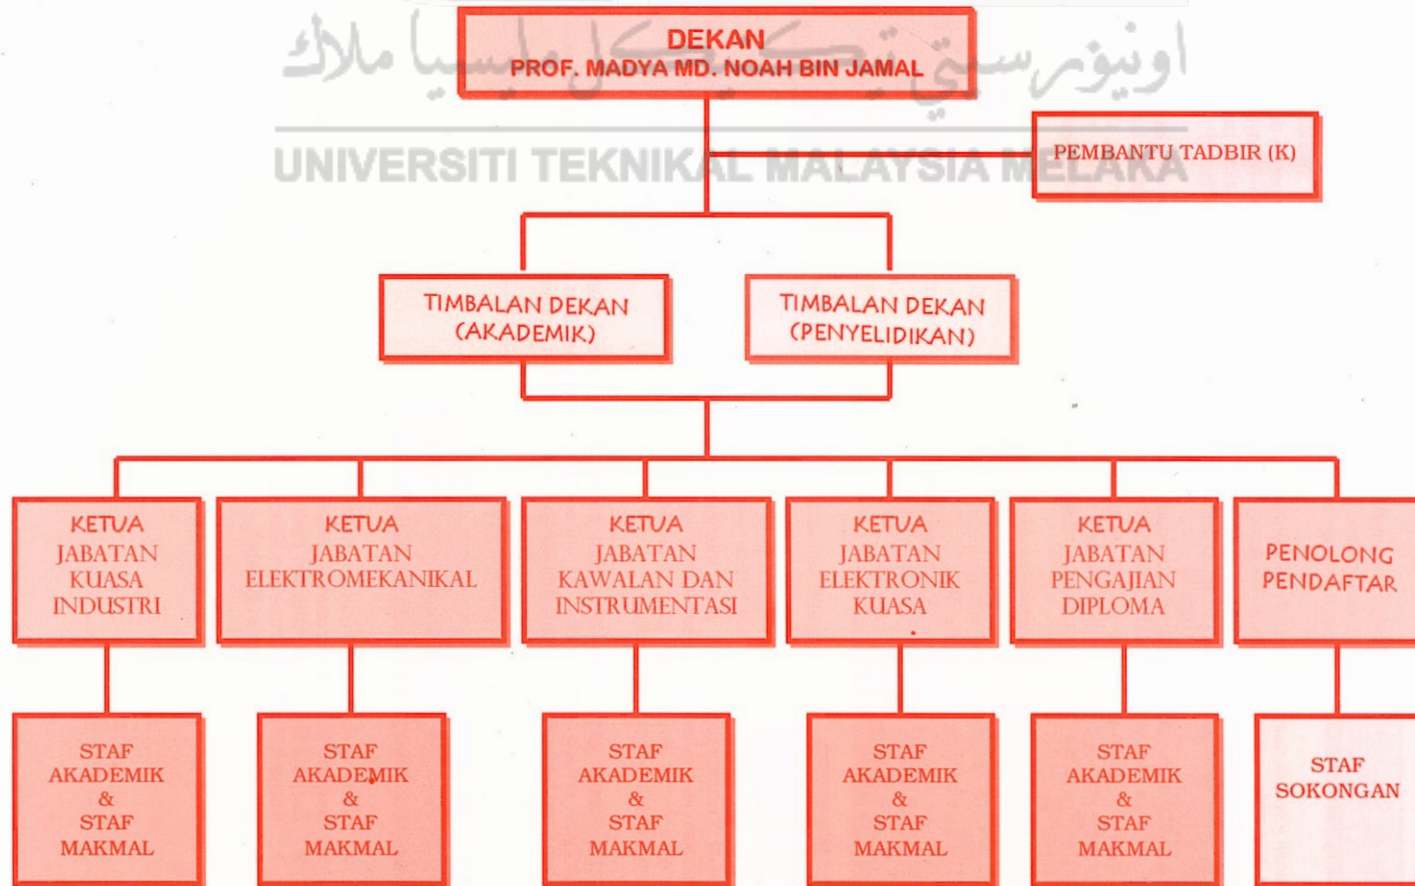 DEKAN
PROF. MADYA MD. NOAH BIN JAMAL
اونيۏرسيتي تيكنيكل مليسيا ملاك
UNIVERSITI TEKNIKAL MALAYSIA MELAKA
PEMBANTU TADBIR (K)
TIMBALAN DEKAN
(AKADEMIK)
TIMBALAN DEKAN
(PENYELIDIKAN)
KETUA
JABATAN
KUASA
INDUSTRI
KETUA
JABATAN
ELEKTROMEKANIKAL
KETUA
JABATAN
KAWALAN DAN
INSTRUMENTASI
KETUA
JABATAN
ELEKTRONIK
KUASA
KETUA
JABATAN
PENGAJIAN
DIPLOMA
PENOLONG
PENDAFTAR
STAF
AKADEMIK
&
STAF
MAKMAL
STAF
AKADEMIK
&
STAF
MAKMAL
STAF
AKADEMIK
&
STAF
MAKMAL
STAF
AKADEMIK
&
STAF
MAKMAL
STAF
AKADEMIK
&
STAF
MAKMAL
STAF
SOKONGAN